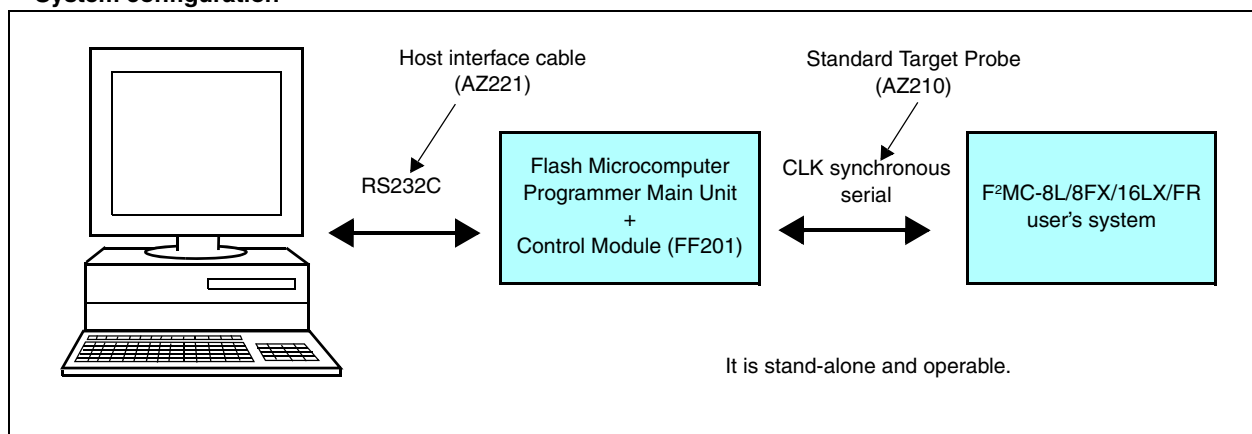 System configuration
Host interface cable
(AZ221)
Standard Target Probe
(AZ210)
RS232C
Flash Microcomputer
Programmer Main Unit
+
Control Module (FF201)
CLK synchronous
serial
F²MC-8L/8FX/16LX/FR
user's system
It is stand-alone and operable.